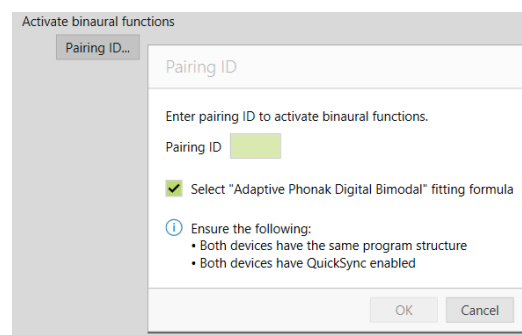 Activate binaural functions
Pairing ID...
Pairing ID
Enter pairing ID to activate binaural functions.
Pairing ID
Select "Adaptive Phonak Digital Bimodal" fitting formula
Ensure the following:
• Both devices have the same program structure
• Both devices have QuickSync enabled
OK Cancel